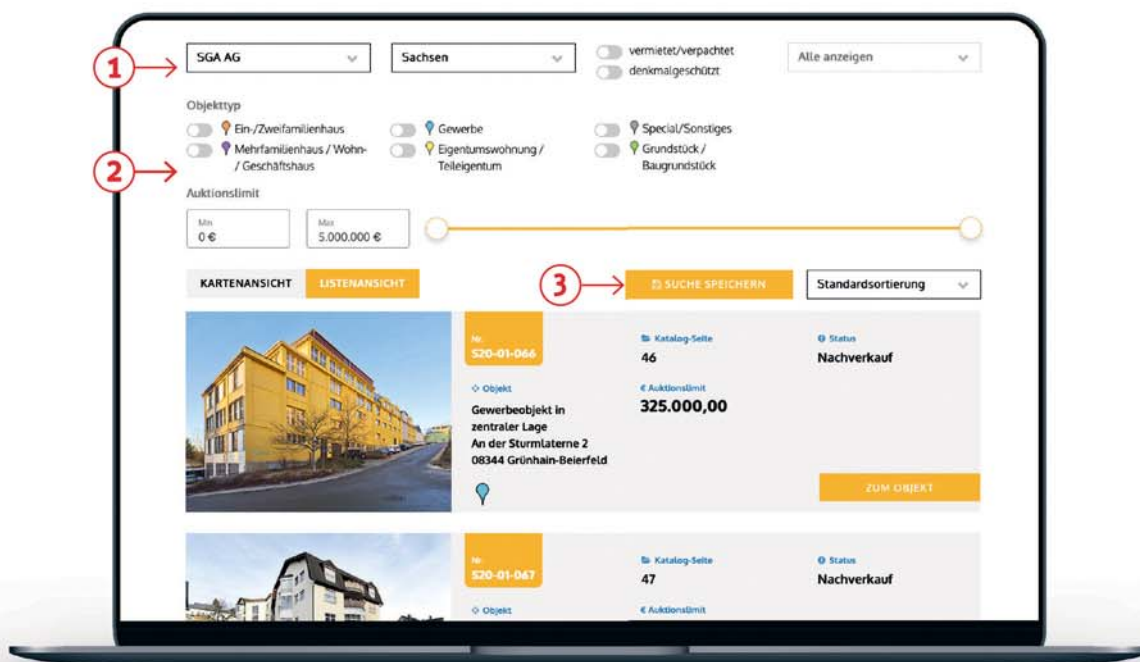 1
SGA AG
Sachsen
vermietet/verpachtet
denkmalgeschützt
Alle anzeigen
Objekttyp
Ein-/Zweifamilienhaus
Gewerbe
Special/Sonstiges
2
Mehrfamilienhaus / Wohn-
/ Geschäftshaus
Eigentumswohnung /
Teileigentum
Grundstück /
Baugrundstück
Auktionslimit
Min
0 €
Max
5.000.000 €
KARTENANSICHT
LISTENANSICHT
3
SUCHE SPEICHERN
Standardsortierung
Nr.
S20-01-066
Katalog-Seite
46
Status
Nachverkauf
Objekt
Gewerbeobjekt in
zentraler Lage
An der Sturmlaterne 2
08344 Grünhain-Beierfeld
€ Auktionslimit
325.000,00
ZUM OBJEKT
Nr.
S20-01-067
Katalog-Seite
47
Status
Nachverkauf
Objekt
€ Auktionslimit